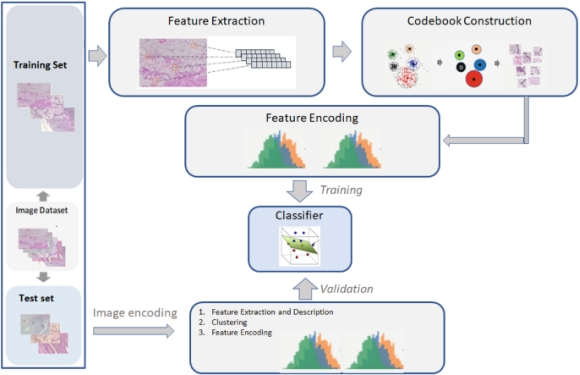 Feature Extraction
Codebook Construction
Training Set
Feature Encoding
Training
Image Dataset
Classifier
Test set
Image encoding
Validation
1. Feature Extraction and Description
2. Clustering
3. Feature Encoding